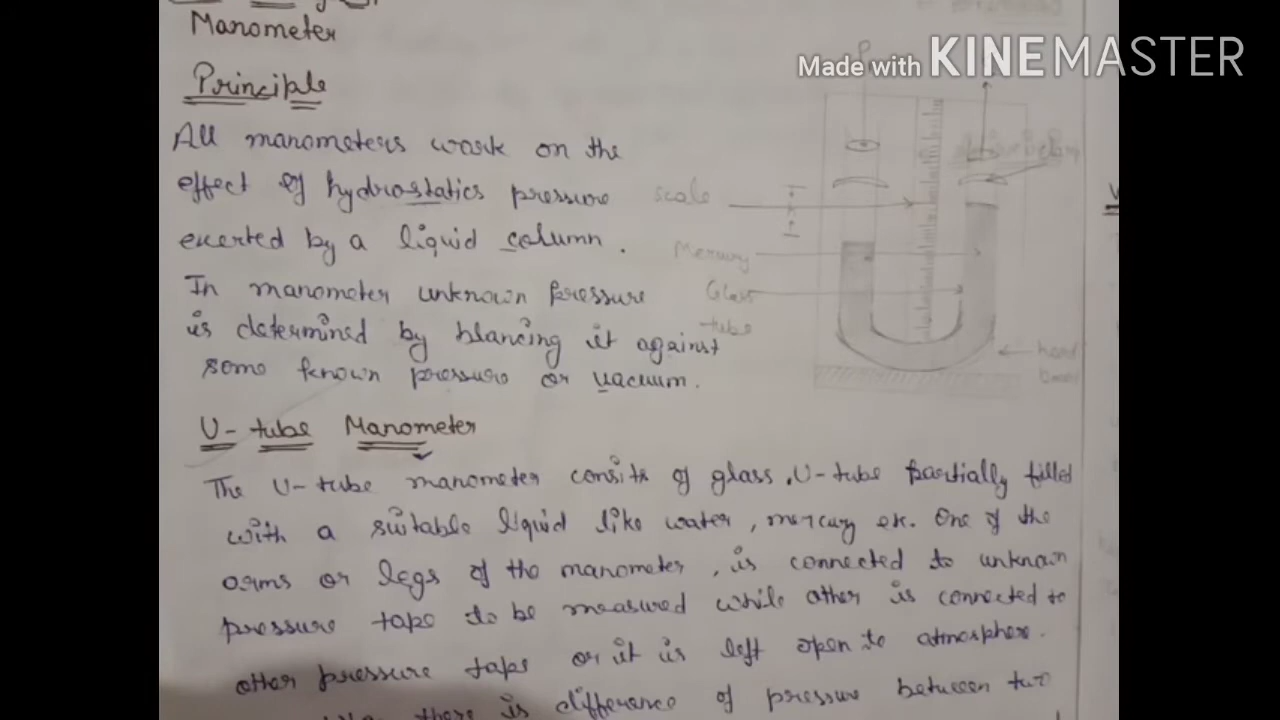 Manometer
Made with KINEMASTER
Principle
All manometers work on the
effect of hydrostatics pressure
exerted by a liquid column.
In manometer unknown pressure
is determined by blancing it against
some known pressure or vacuum.
scale
Mercury
Glass
tube
U-tube Manometer
The U-tube manometer consits of glass, U-tube partially filled
with a suitable liquid like water, mercury etc. One of the
arms or legs of the manometer, is connected to unknown
pressure taps to be measured while other is connected to
other pressure taps or it is left open to atmosphere.
there is difference of pressure between two